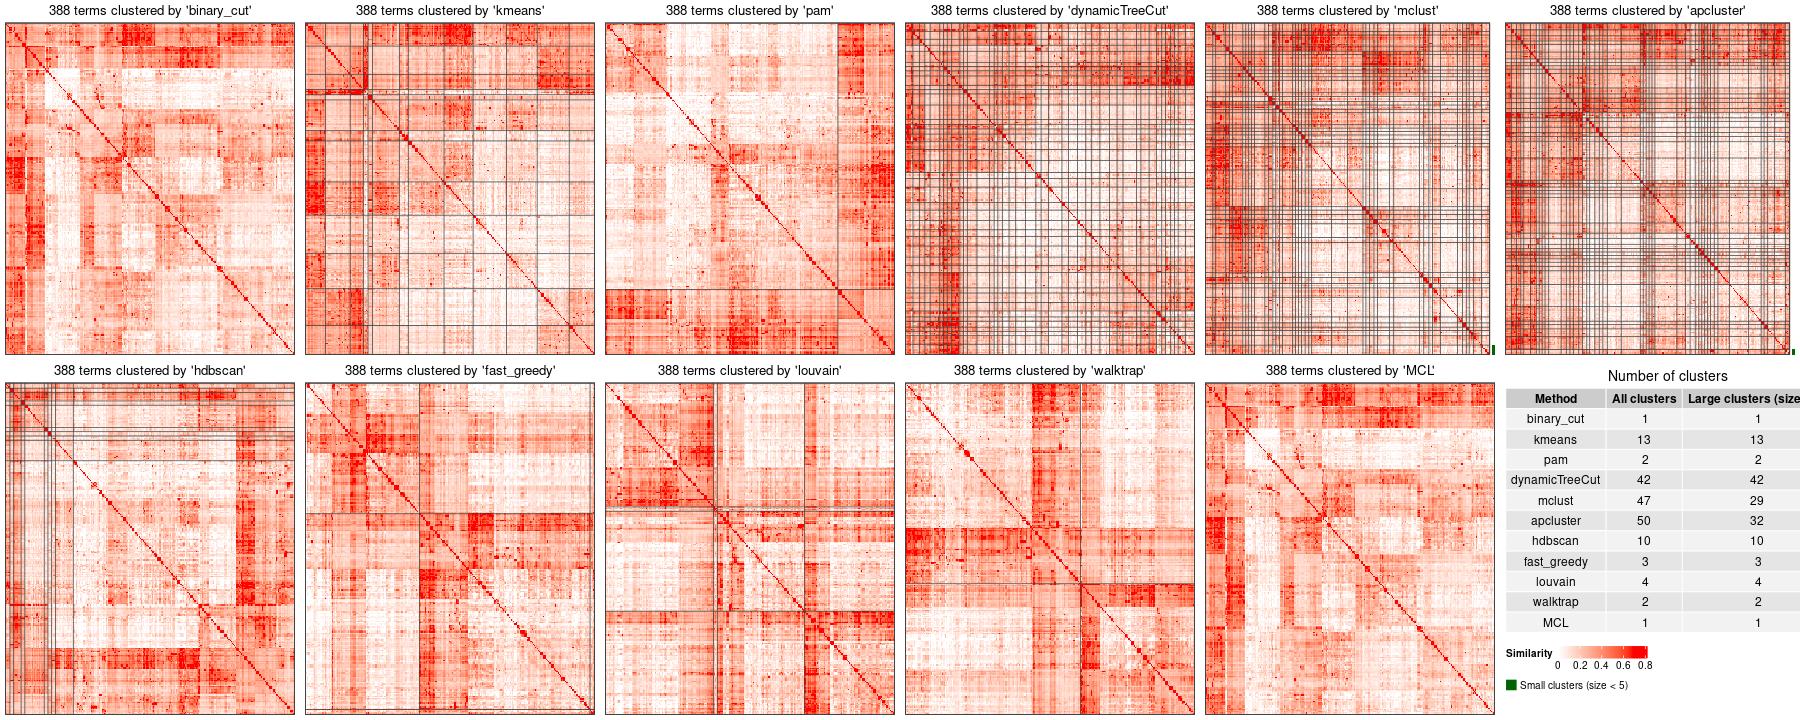 388 terms clustered by 'binary_cut'
388 terms clustered by 'kmeans'
388 terms clustered by 'pam'
388 terms clustered by 'dynamicTreeCut'
388 terms clustered by 'mclust'
388 terms clustered by 'apcluster'
388 terms clustered by 'hdbscan'
388 terms clustered by 'fast_greedy'
388 terms clustered by 'louvain'
388 terms clustered by 'walktrap'
388 terms clustered by 'MCL'
Number of clusters
Method All clusters Large clusters (size
binary_cut 1 1
kmeans 13 13
pam 2 2
dynamicTreeCut 42 42
mclust 47 29
apcluster 50 32
hdbscan 10 10
fast_greedy 3 3
louvain 4 4
walktrap 2 2
MCL 1 1
Similarity
0 0.2 0.4 0.6 0.8
Small clusters (size < 5)